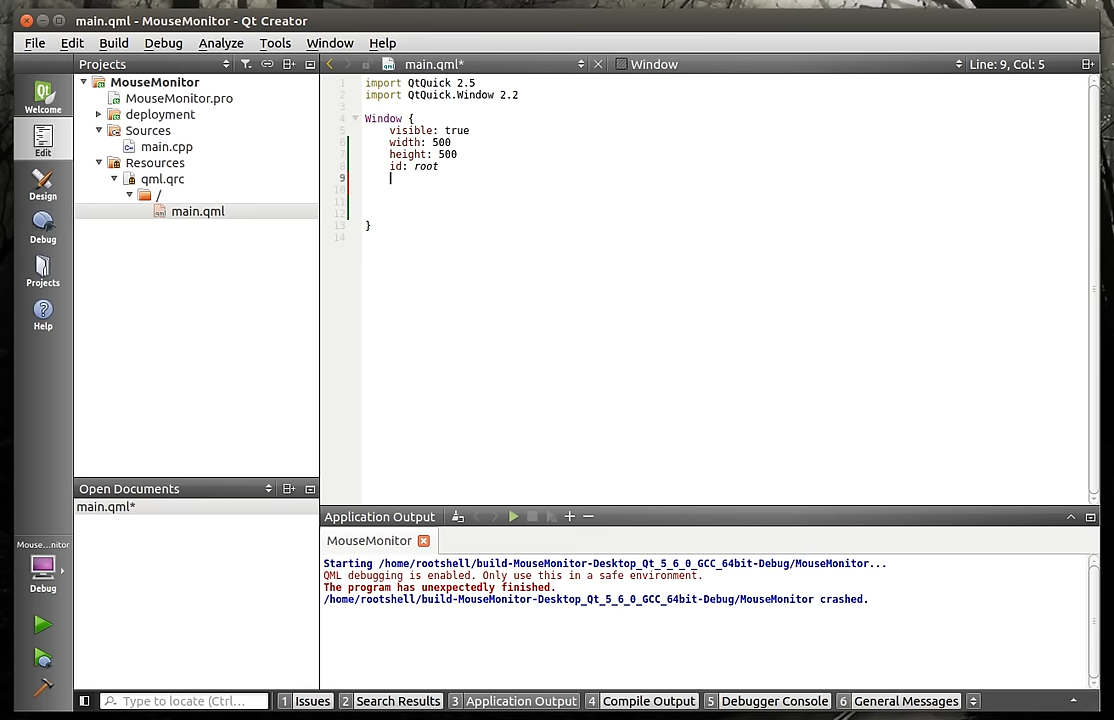 main.qml - MouseMonitor - Qt Creator
File Edit Build Debug Analyze Tools Window Help
Projects
main.qml*
Window
Line: 9, Col: 5
Welcome
Edit
Design
Debug
Projects
Help
MouseMonitor
MouseMonitor.pro
deployment
Sources
main.cpp
Resources
qml.qrc
/
main.qml
1 import QtQuick 2.5
2 import QtQuick.Window 2.2
3
4 Window {
5 visible: true
6 width: 500
7 height: 500
8 id: root
9
10
11
12
13 }
14
Open Documents
main.qml*
Mouse...nitor
Debug
Application Output
MouseMonitor
Starting /home/rootshell/build-MouseMonitor-Desktop_Qt_5_6_0_GCC_64bit-Debug/MouseMonitor...
QML debugging is enabled. Only use this in a safe environment.
The program has unexpectedly finished.
/home/rootshell/build-MouseMonitor-Desktop_Qt_5_6_0_GCC_64bit-Debug/MouseMonitor crashed.
Type to locate (Ctrl...
1 Issues 2 Search Results 3 Application Output 4 Compile Output 5 Debugger Console 6 General Messages